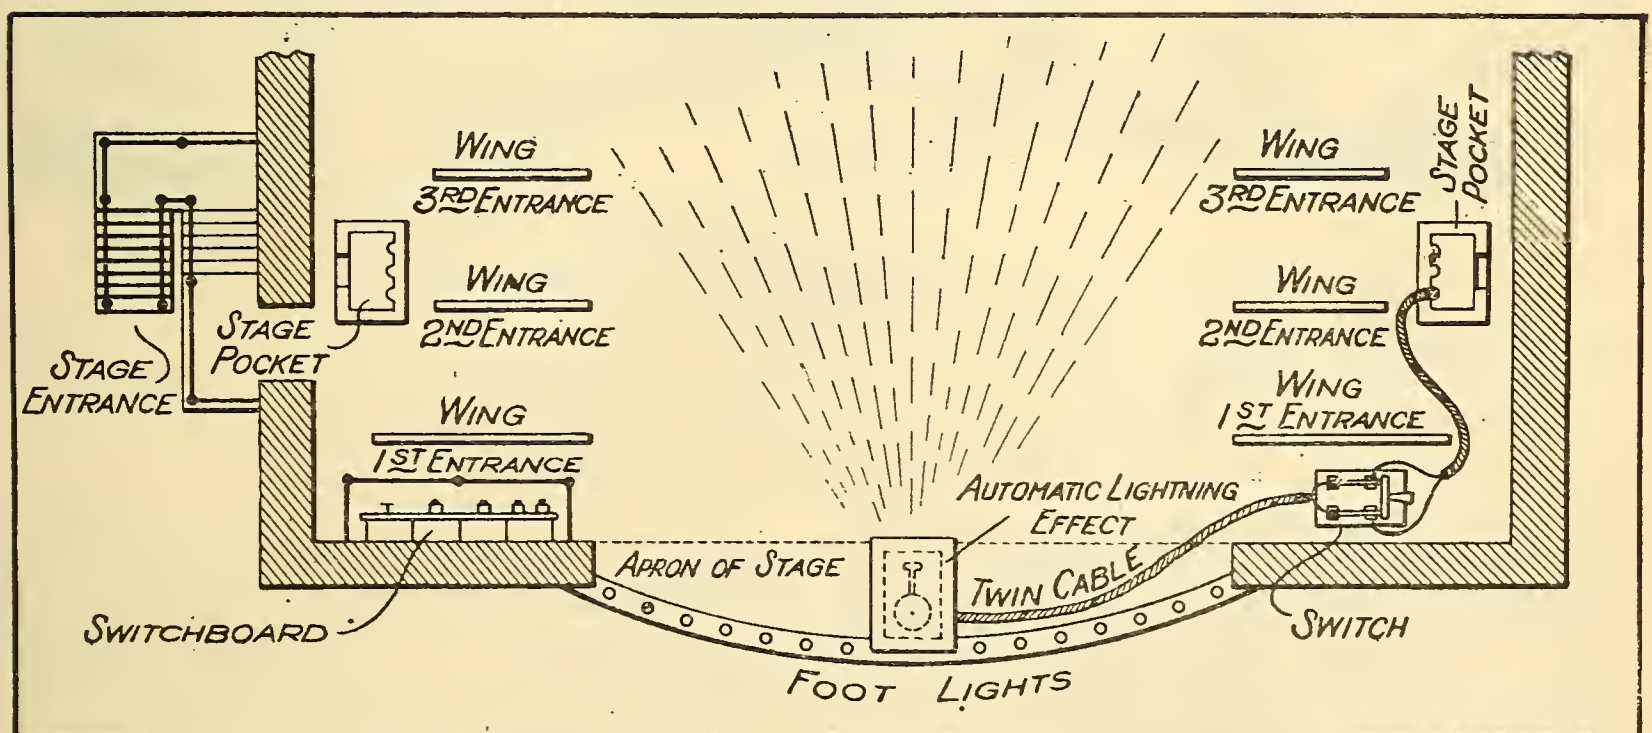 WING
3RD ENTRANCE
WING
2ND ENTRANCE
STAGE
POCKET
STAGE
ENTRANCE
WING
1ST ENTRANCE
SWITCHBOARD
APRON OF STAGE
FOOT LIGHTS
AUTOMATIC LIGHTNING
EFFECT
TWIN CABLE
SWITCH
WING
3RD ENTRANCE
STAGE
POCKET
WING
2ND ENTRANCE
WING
1ST ENTRANCE